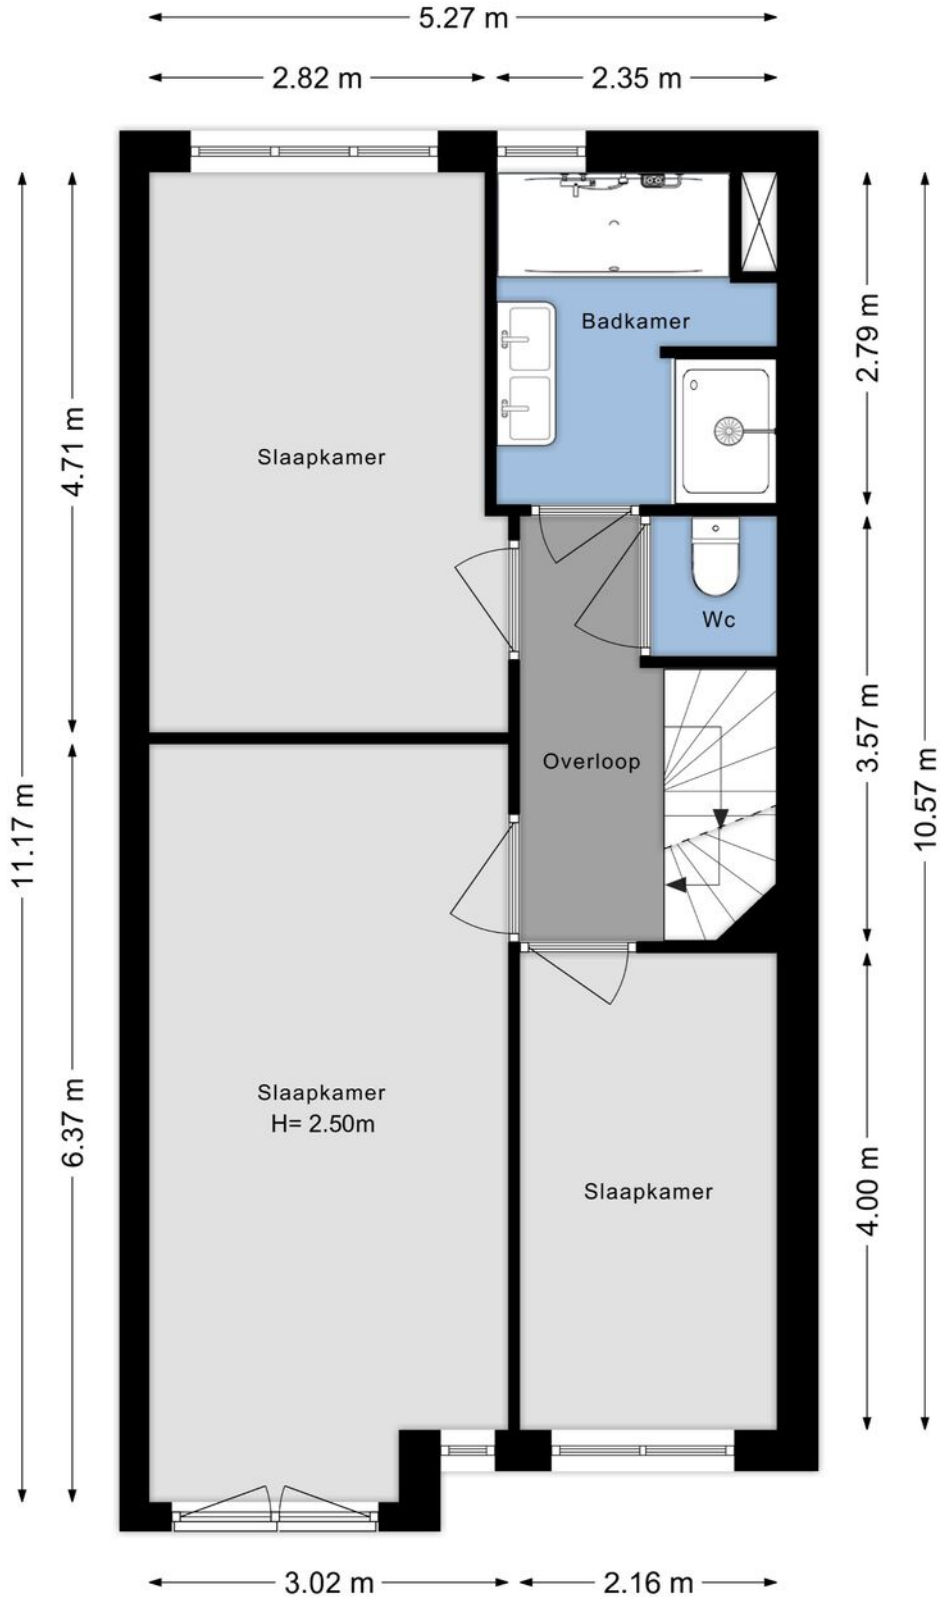 5.27 m
2.82 m
2.35 m
Badkamer
2.79 m
4.71 m
Slaapkamer
Wc
3.57 m
Overloop
11.17 m
10.57 m
6.37 m
Slaapkamer
H= 2.50m
4.00 m
Slaapkamer
3.02 m
2.16 m